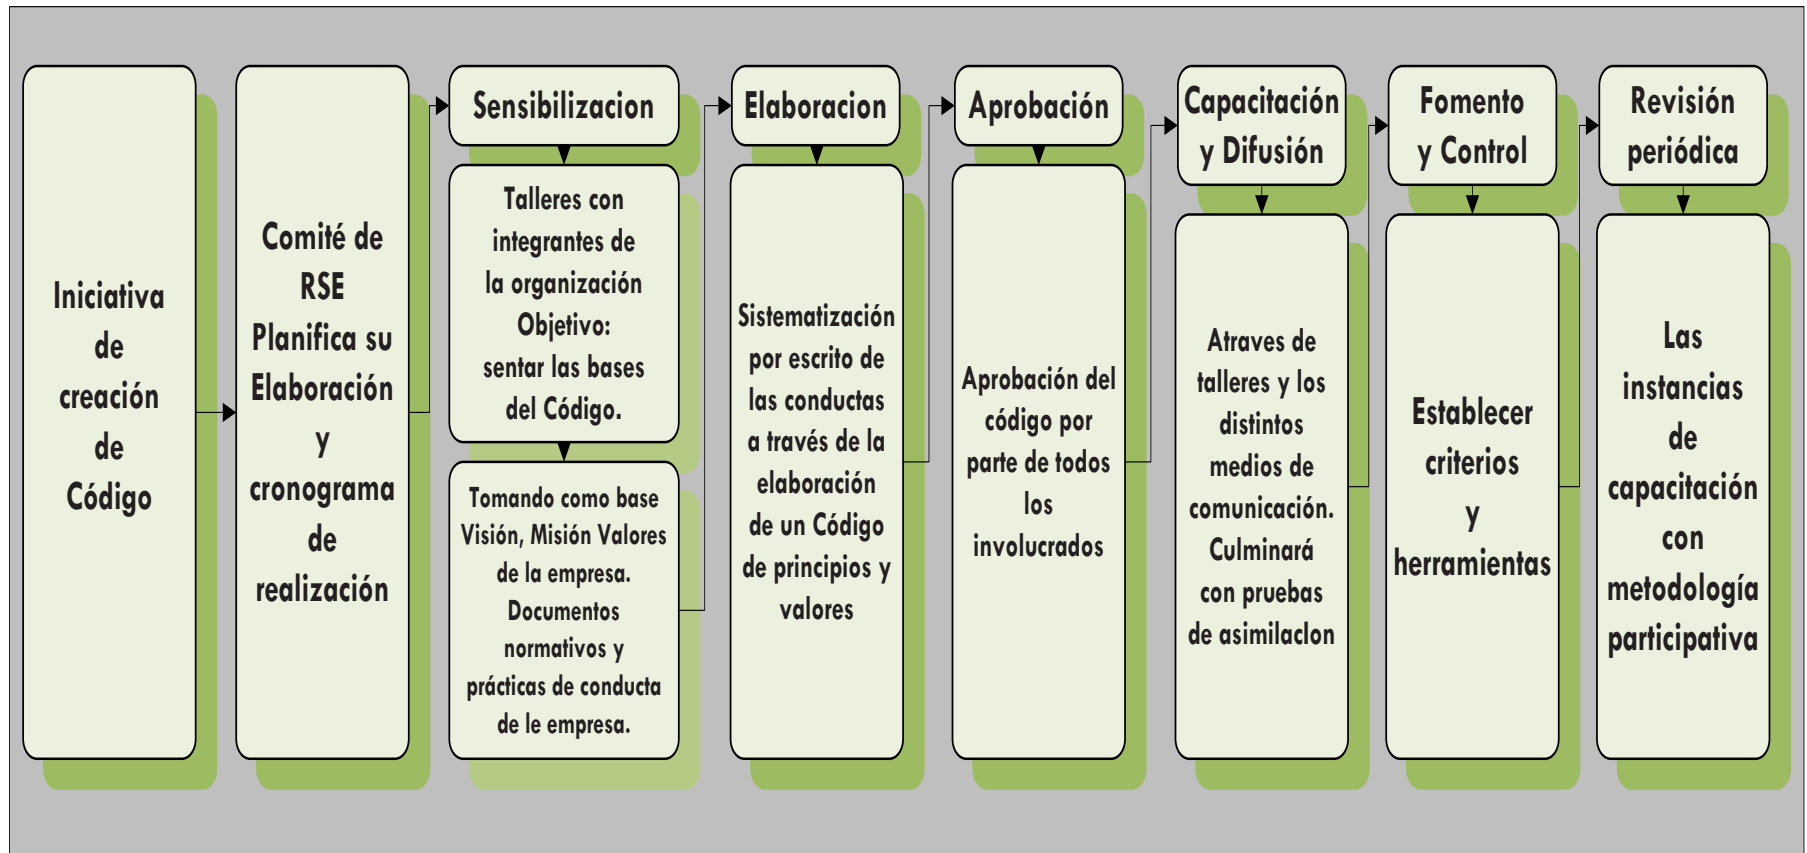 Iniciativa
de
creación
de
Código
Comité de
RSE
Planifica su
Elaboración
y
cronograma
de
realización
Sensibilizacion
Talleres con
integrantes de
la organización
Objetivo:
sentar las bases
del Código.
Tomando como base
Visión, Misión Valores
de la empresa.
Documentos
normativos y
prácticas de conducta
de le empresa.
Elaboracion
Sistematización
por escrito de
las conductas
a través de la
elaboración
de un Código
de principios y
valores
Aprobación
Aprobación del
código por
parte de todos
los
involucrados
Capacitación
y Difusión
Atraves de
talleres y los
distintos
medios de
comunicación.
Culminará
con pruebas
de asimilacIon
Fomento
y Control
Establecer
criterios
y
herramientas
Revisión
periódica
Las
instancias
de
capacitación
con
metodología
participativa